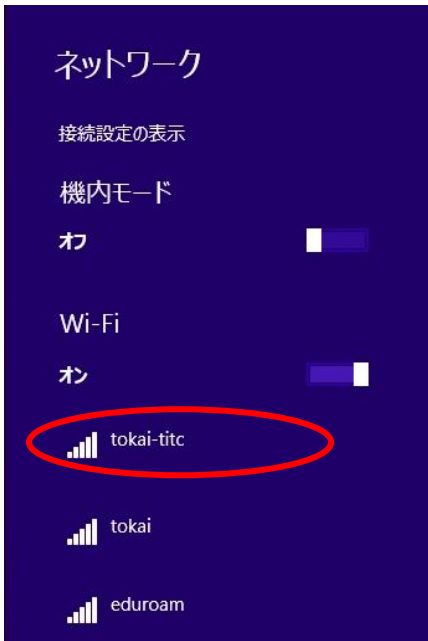 ネットワーク
接続設定の表示
機内モード
オフ
Wi-Fi
オン
tokai-titc
tokai
eduroam